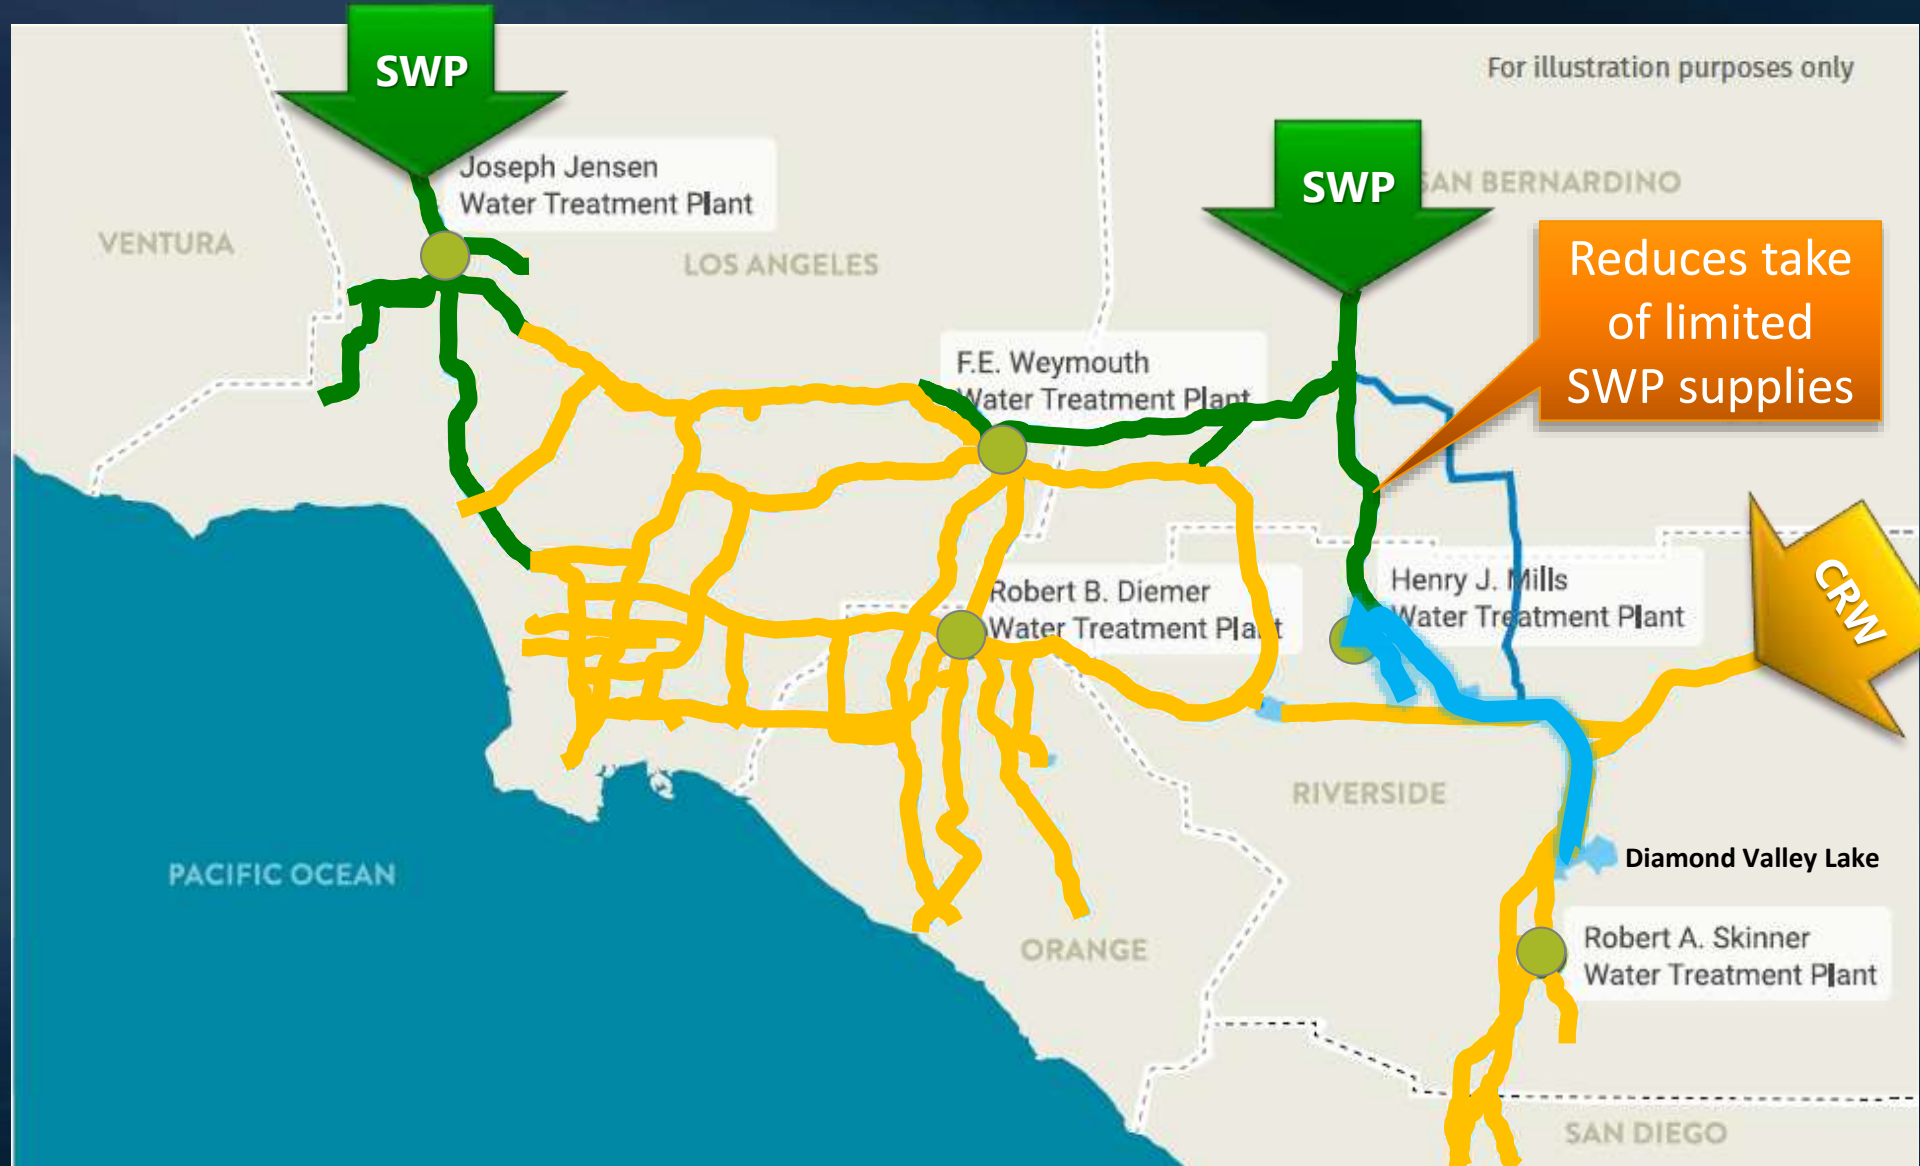 SWP
For illustration purposes only
Joseph Jensen
Water Treatment Plant
SWP
SAN BERNARDINO
VENTURA
LOS ANGELES
Reduces take
of limited
SWP supplies
F.E. Weymouth
Water Treatment Plant
CRW
Robert B. Diemer
Water Treatment Plant
Henry J. Mills
Water Treatment Plant
RIVERSIDE
PACIFIC OCEAN
Diamond Valley Lake
ORANGE
Robert A. Skinner
Water Treatment Plant
SAN DIEGO